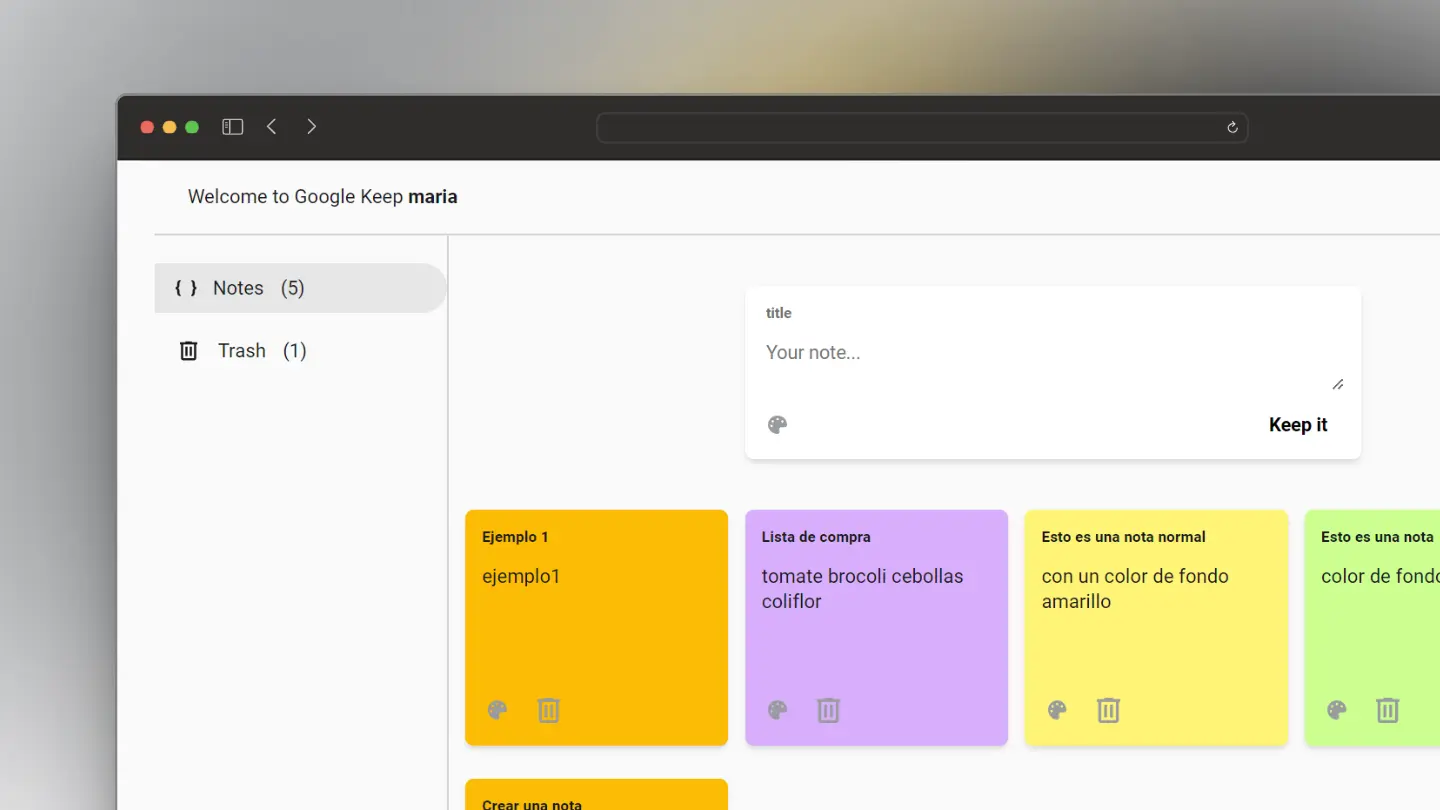 Welcome to Google Keep maria
{ } Notes (5)
Trash (1)
title
Your note...
Keep it
Ejemplo 1
ejemplo1
Lista de compra
tomate brocoli cebollas
coliflor
Esto es una nota normal
con un color de fondo
amarillo
Esto es una nota
color de fondo
Crear una nota